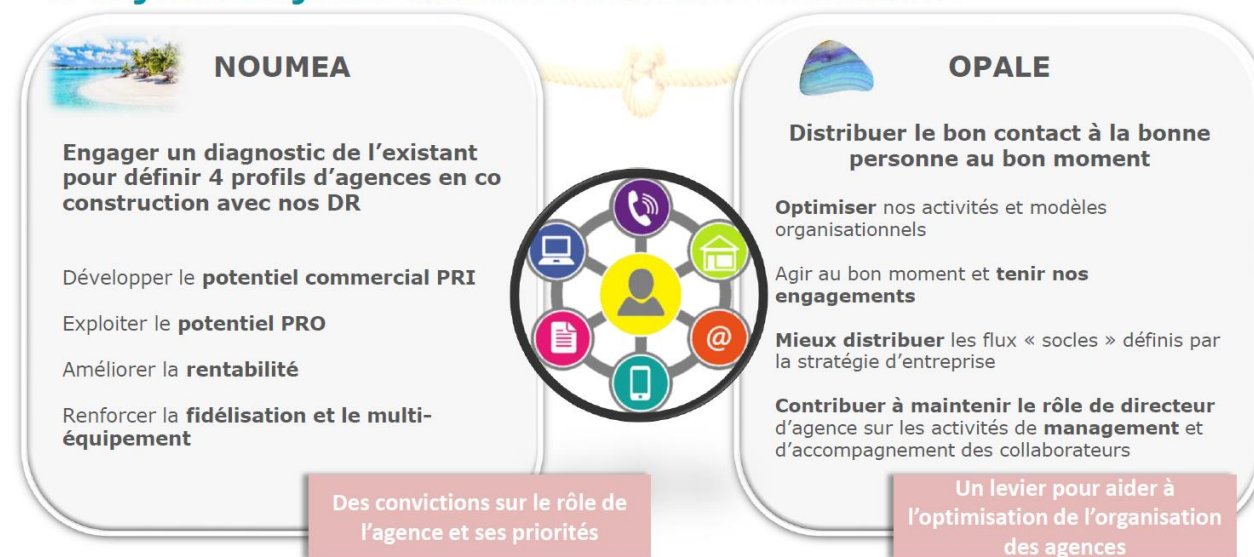 NOUMEA
Engager un diagnostic de l’existant
pour définir 4 profils d’agences en co
construction avec nos DR
Développer le potentiel commercial PRI
Exploiter le potentiel PRO
Améliorer la rentabilité
Renforcer la fidélisation et le multi-
équipement
Des convictions sur le rôle de
l’agence et ses priorités
@
OPALE
Distribuer le bon contact à la bonne
personne au bon moment
Optimiser nos activités et modèles
organisationnels
Agir au bon moment et tenir nos
engagements
Mieux distribuer les flux « socles » définis par
la stratégie d’entreprise
Contribuer à maintenir le rôle de directeur
d’agence sur les activités de management et
d’accompagnement des collaborateurs
Un levier pour aider à
l’optimisation de l’organisation
des agences